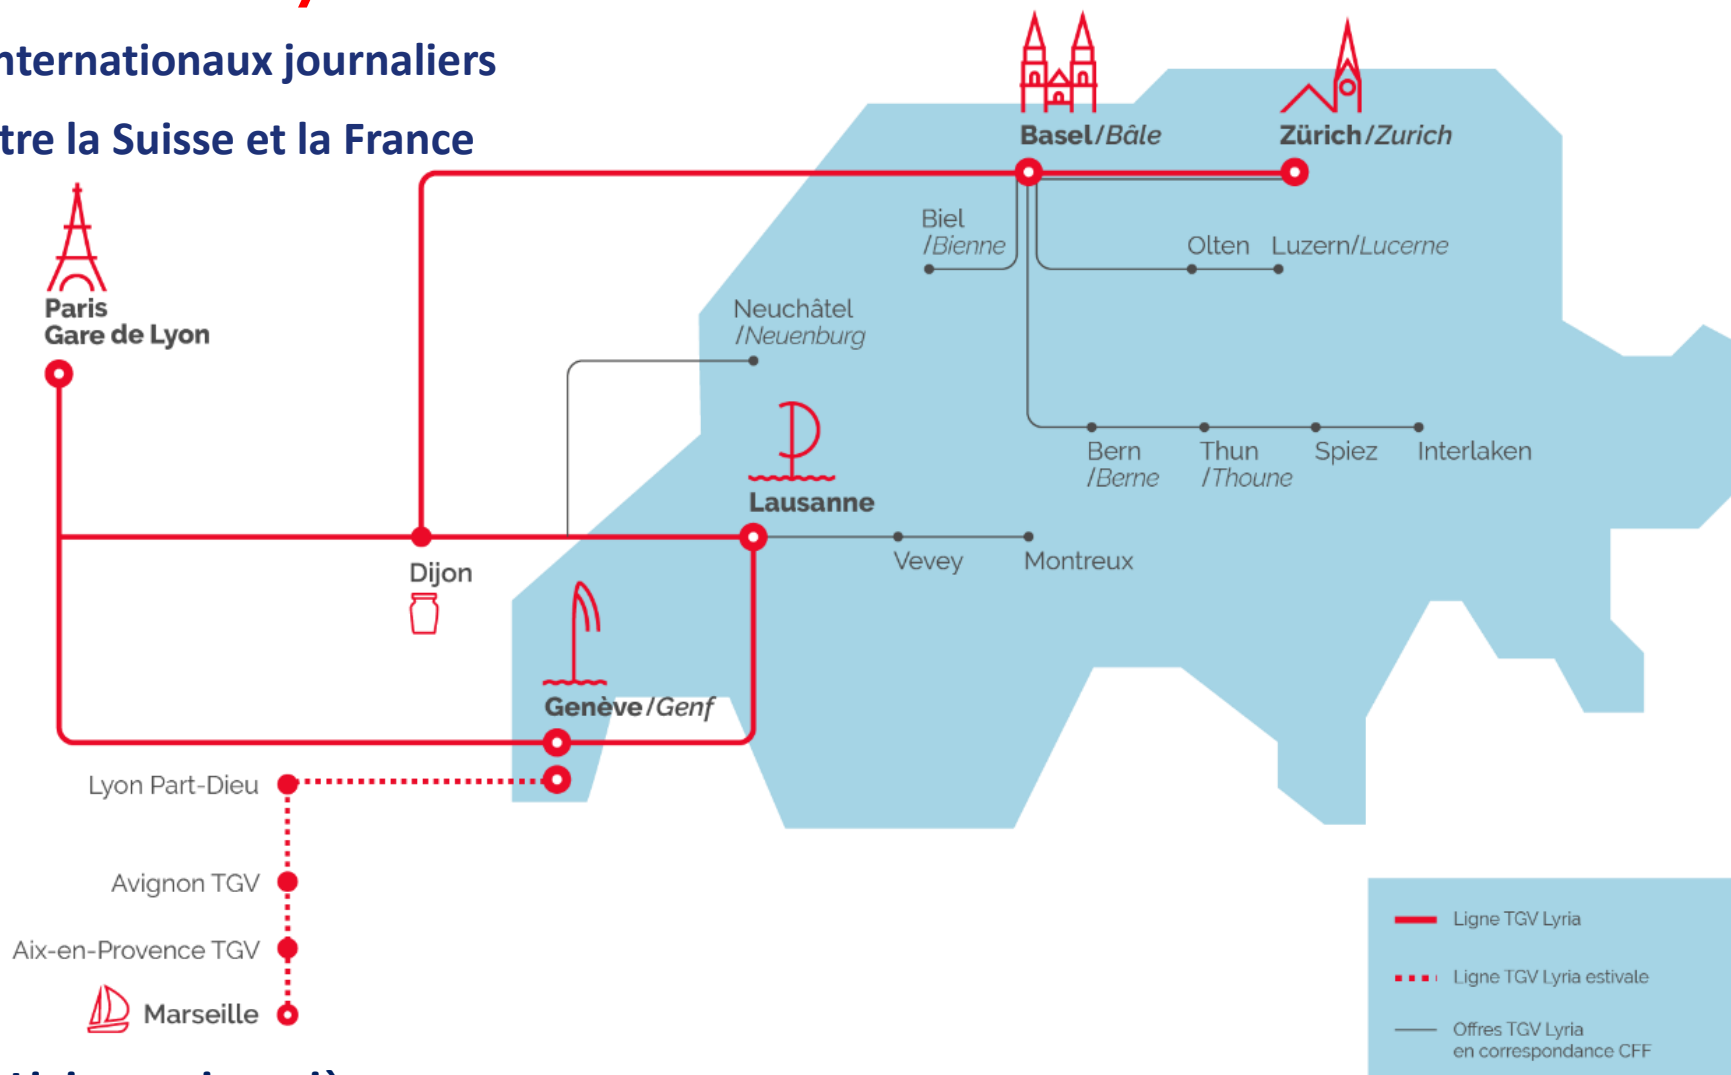 nternationaux journaliers
tre la Suisse et la France
Basel/Bâle
Zürich/Zurich
Biel
/Bienne
Olten
Luzern/Lucerne
Paris
Gare de Lyon
Neuchâtel
/Neuenburg
Bern
/Berne
Thun
/Thoune
Spiez
Interlaken
Lausanne
Vevey
Montreux
Dijon
Genève/Genf
Lyon Part-Dieu
Avignon TGV
Aix-en-Provence TGV
Marseille
Ligne TGV Lyria
Ligne TGV Lyria estivale
Offres TGV Lyria
en correspondance CFF